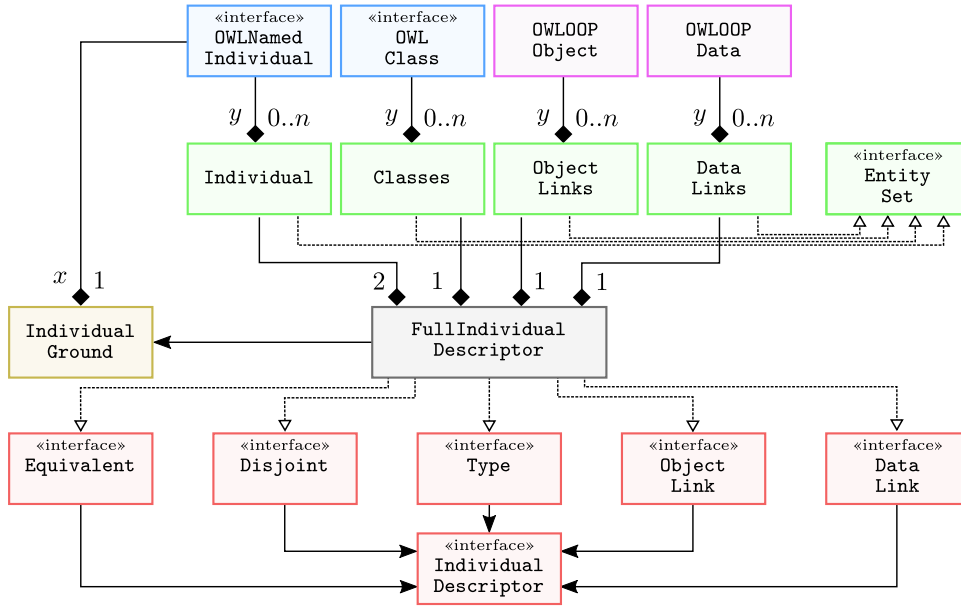 «interface»
OWLNamed
Individual
«interface»
OWL
Class
OWLOOP
Object
OWLOOP
Data
y 0..n
y 0..n
y 0..n
y 0..n
Individual
Classes
Object
Links
Data
Links
«interface»
Entity
Set
x 1
2
1
1
1
Individual
Ground
FullIndividual
Descriptor
«interface»
Equivalent
«interface»
Disjoint
«interface»
Type
«interface»
Object
Link
«interface»
Data
Link
«interface»
Individual
Descriptor